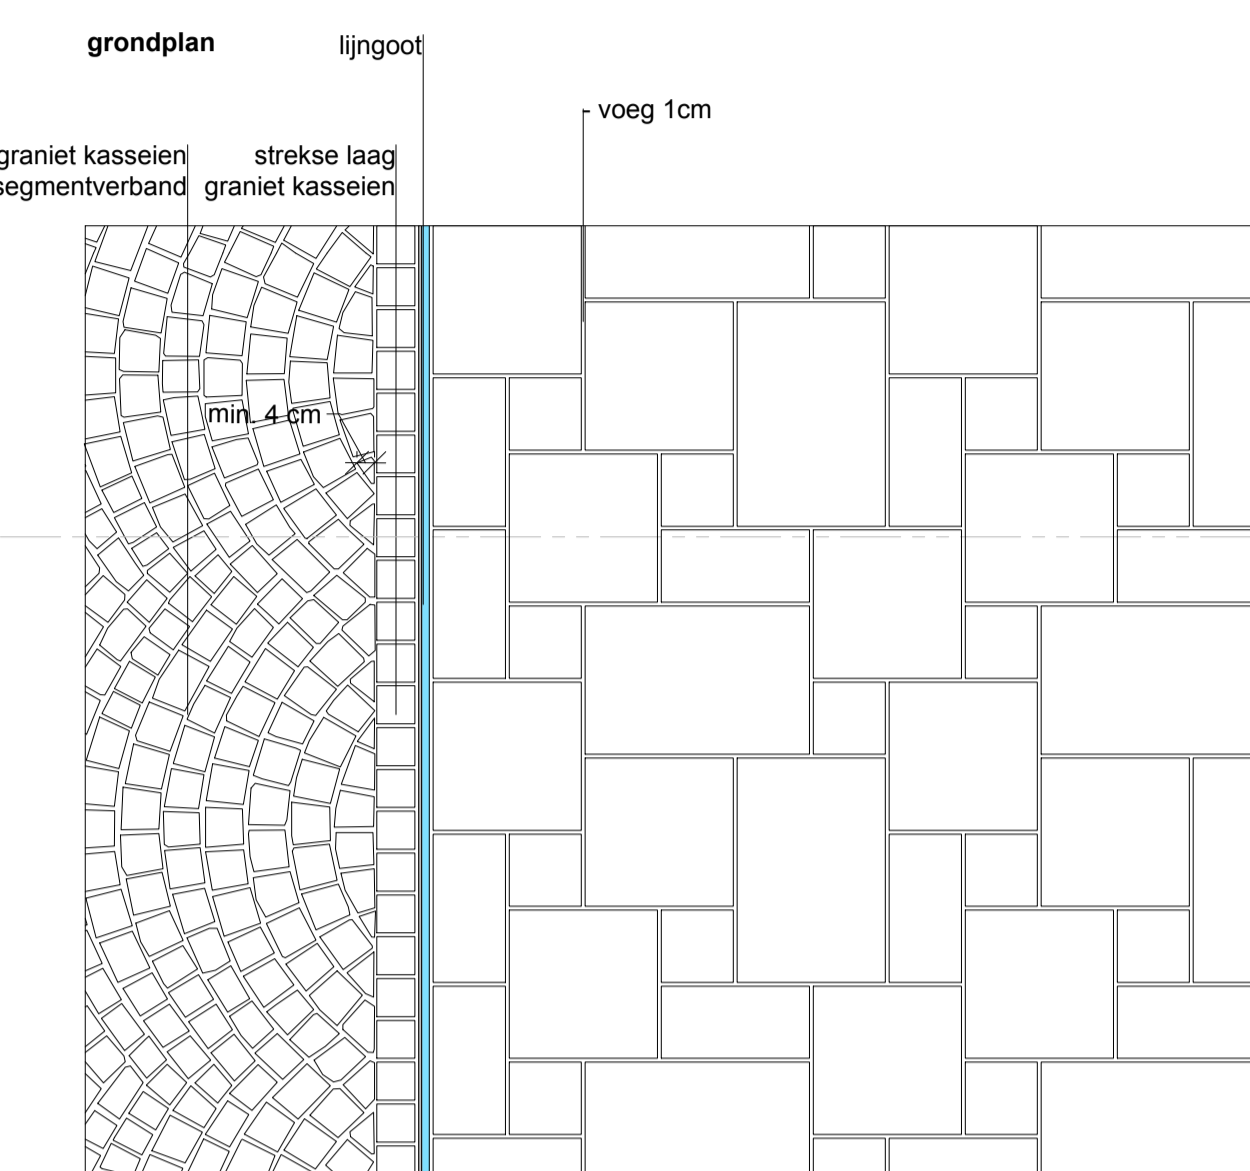 grondplan
lijngoot
voeg 1cm
graniet kasseien
segmentverband
strekse laag
graniet kasseien
min. 4 cm